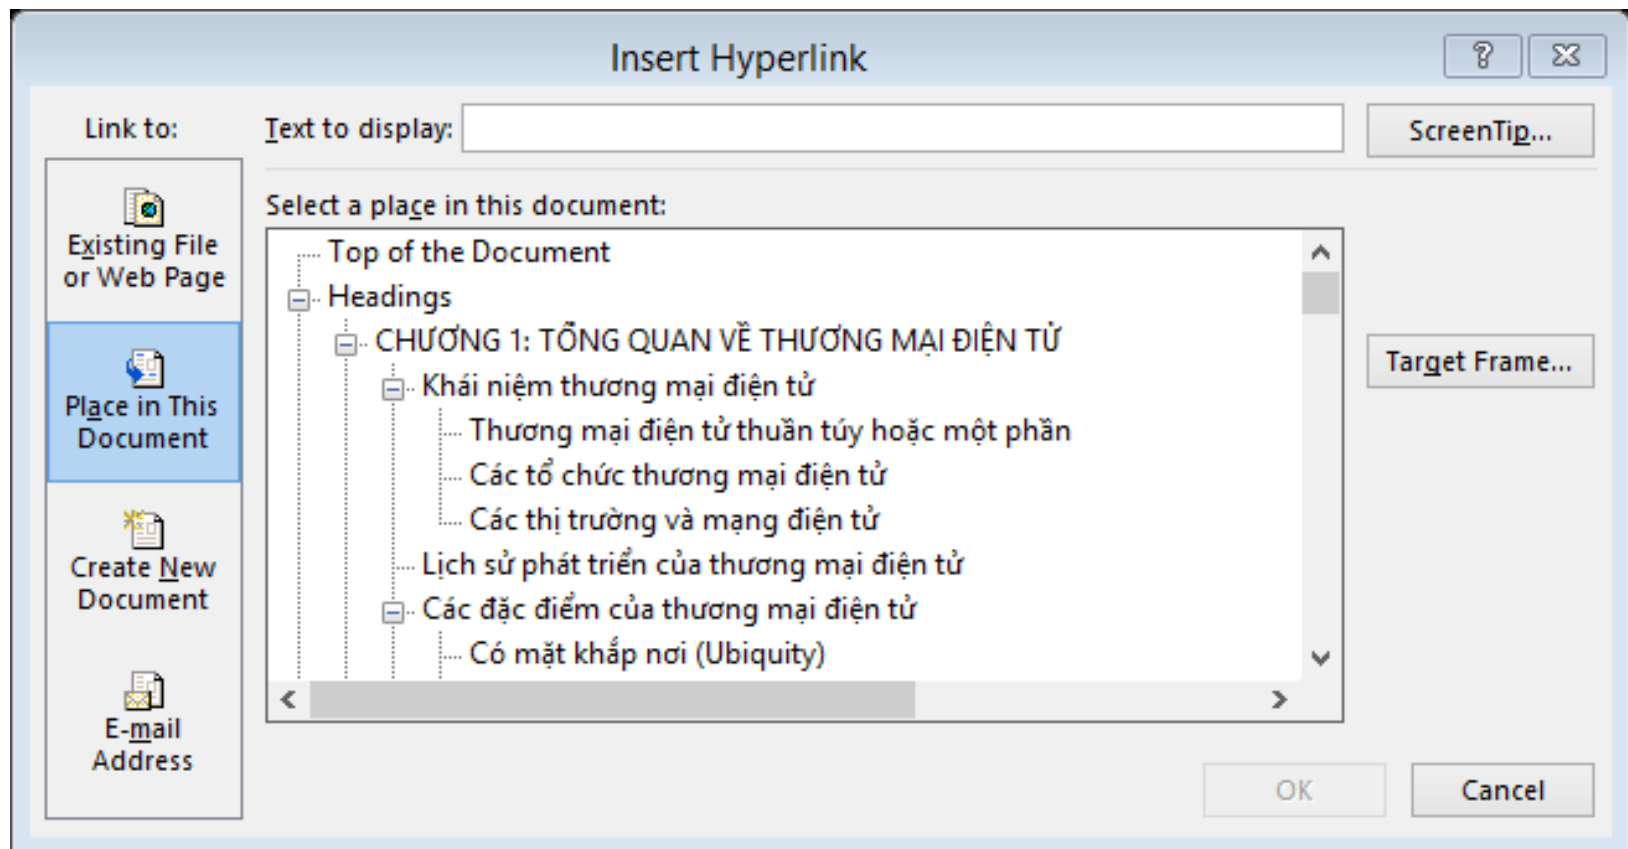 Insert Hyperlink
Link to:
Text to display:
ScreenTip...
Existing File
or Web Page
Place in This
Document
Create New
Document
E-mail
Address
Select a place in this document:
Top of the Document
Headings
CHƯƠNG 1: TỔNG QUAN VỀ THƯƠNG MẠI ĐIỆN TỬ
Khái niệm thương mại điện tử
Thương mại điện tử thuần túy hoặc một phần
Các tổ chức thương mại điện tử
Các thị trường và mạng điện tử
Lịch sử phát triển của thương mại điện tử
Các đặc điểm của thương mại điện tử
Có mặt khắp nơi (Ubiquity)
Target Frame...
OK
Cancel